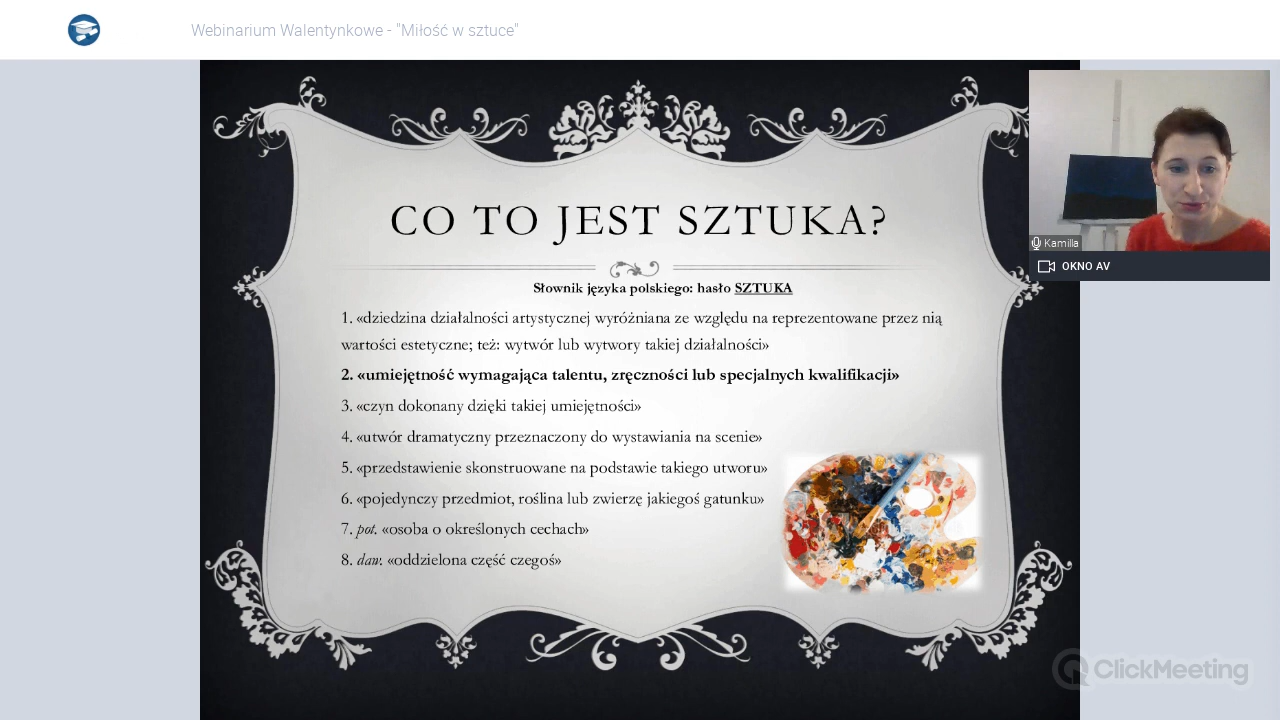 Webinarium Walentynkowe - "Miłość w sztuce"
CO TO JEST SZTUKA?
Słownik języka polskiego: hasło SZTUKA
1. «dziedzina działalności artystycznej wyróżniana ze względu na reprezentowane przez nią
wartości estetyczne; też: wytwór lub wytwory takiej działalności»
2. «umiejętność wymagająca talentu, zręczności lub specjalnych kwalifikacji»
3. «czyn dokonany dzięki takiej umiejętności»
4. «utwór dramatyczny przeznaczony do wystawiania na scenie»
5. «przedstawienie skonstruowane na podstawie takiego utworu»
6. «pojedynczy przedmiot, roślina lub zwierzę jakiegoś gatunku»
7. pot. «osoba o określonych cechach»
8. daw. «oddzielona część czegoś»
Kamilla
OKNO AV
ClickMeeting